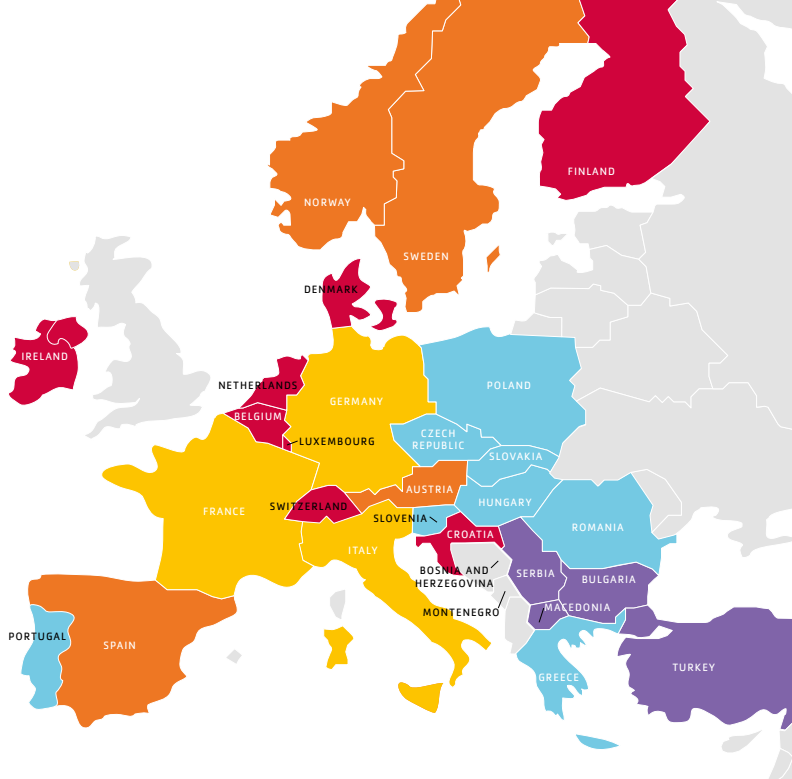 FINLAND
NORWAY
SWEDEN
DENMARK
IRELAND
NETHERLANDS
POLAND
GERMANY
BELGIUM
CZECH
REPUBLIC
LUXEMBOURG
SLOVAKIA
AUSTRIA
HUNGARY
SWITZERLAND
FRANCE
SLOVENIA
ROMANIA
CROATIA
ITALY
BOSNIA AND
HERZEGOVINA
SERBIA
BULGARIA
MONTENEGRO
MACEDONIA
PORTUGAL
SPAIN
TURKEY
GREECE